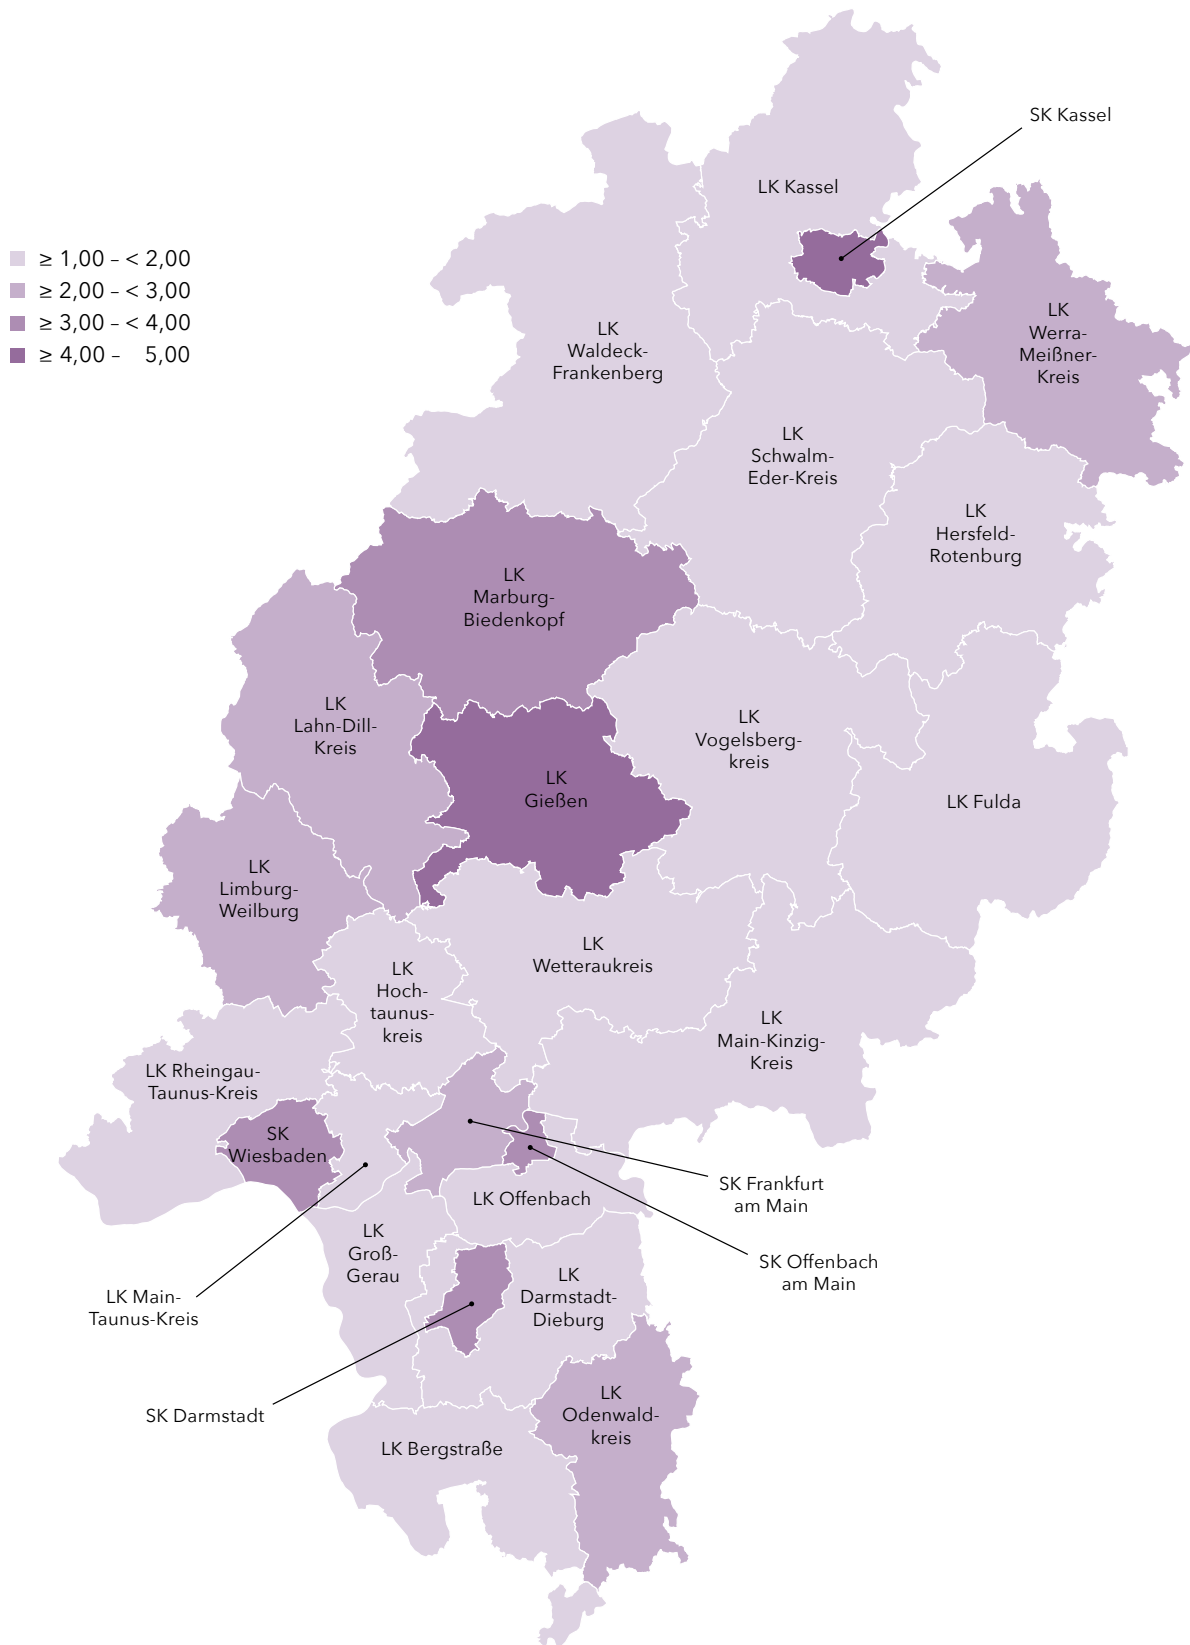 SK Kassel
LK Kassel
≥ 1,00 – < 2,00
≥ 2,00 – < 3,00
≥ 3,00 – < 4,00
≥ 4,00 – 5,00
LK
Werra-
Meißner-
Kreis
LK
Waldeck-
Frankenberg
LK
Schwalm-
Eder-Kreis
LK
Hersfeld-
Rotenburg
LK
Marburg-
Biedenkopf
LK
Lahn-Dill-
Kreis
LK
Vogelsberg-
kreis
LK
Gießen
LK Fulda
LK
Limburg-
Weilburg
LK
Wetteraukreis
LK
Hoch-
taunus-
kreis
LK
Main-Kinzig-
Kreis
LK Rheingau-
Taunus-Kreis
SK
Wiesbaden
SK Frankfurt
am Main
LK Offenbach
LK
Groß-
Gerau
SK Offenbach
am Main
LK
Darmstadt-
Dieburg
LK Main-
Taunus-Kreis
SK Darmstadt
LK
Odenwald-
kreis
LK Bergstraße